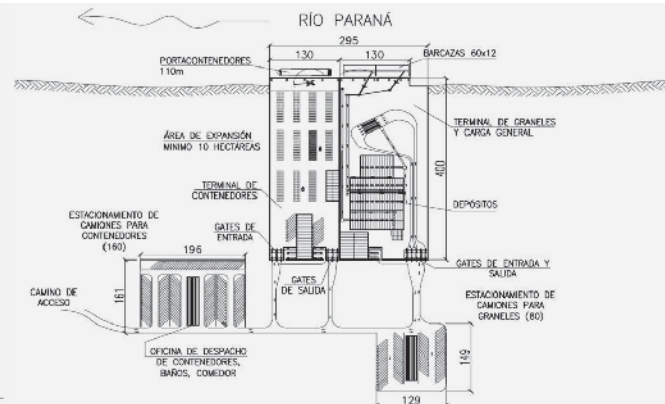 RÍO PARANÁ
295
130
130
PORTACONTENEDORES
110m
BARCAZAS 60x12
ÁREA DE EXPANSIÓN
MINIMO 10 HECTÁREAS
TERMINAL DE GRANELES
Y CARGA GENERAL
400
TERMINAL DE
CONTENEDORES
DEPÓSITOS
ESTACIONAMIENTO DE
CAMIONES PARA
CONTENEDORES
(160)
GATES DE
ENTRADA
196
GATES
DE SALIDA
GATES DE ENTRADA Y
SALIDA
161
CAMINO DE
ACCESO
ESTACIONAMIENTO DE
CAMIONES PARA
GRANELES (80)
OFICINA DE DESPACHO
DE CONTENEDORES,
BAÑOS, COMEDOR
149
129